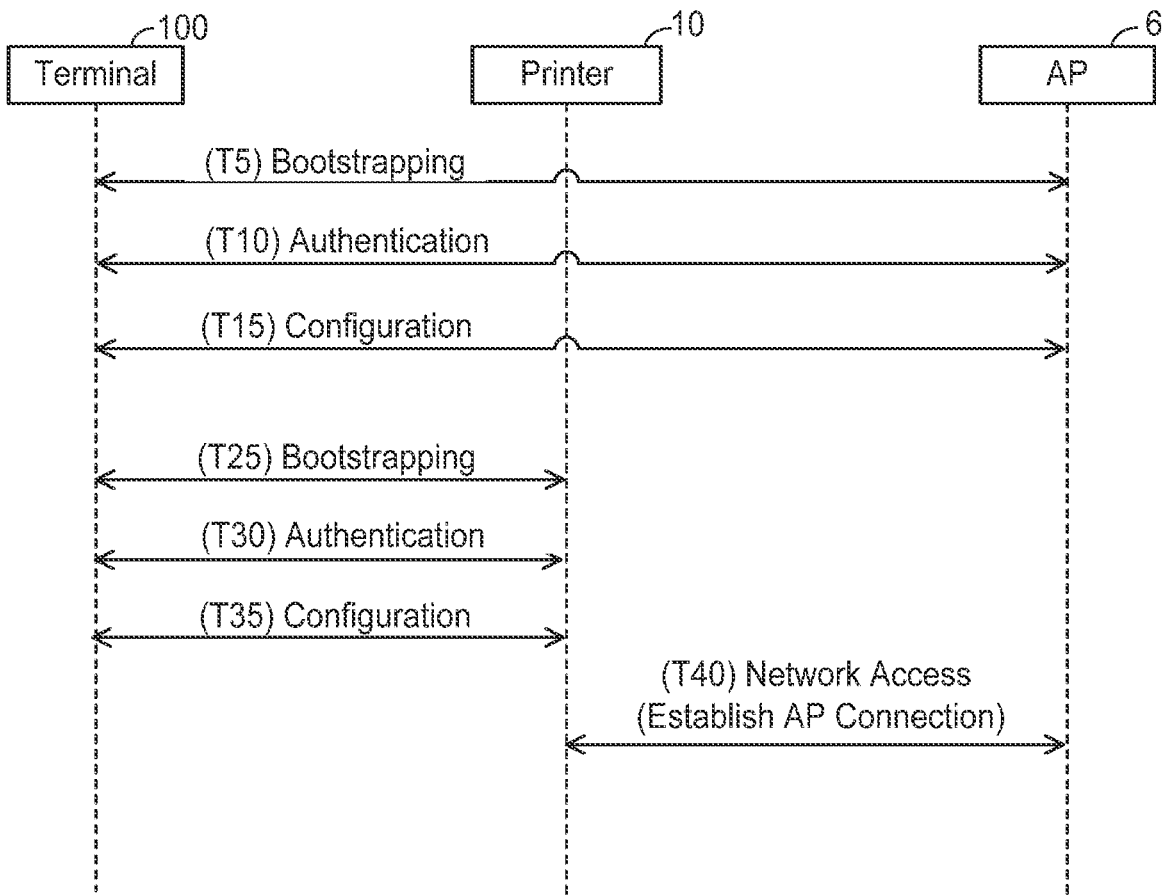 100
10
6
Terminal
Printer
AP
(T5) Bootstrapping
(T10) Authentication
(T15) Configuration
(T25) Bootstrapping
(T30) Authentication
(T35) Configuration
(T40) Network Access
(Establish AP Connection)